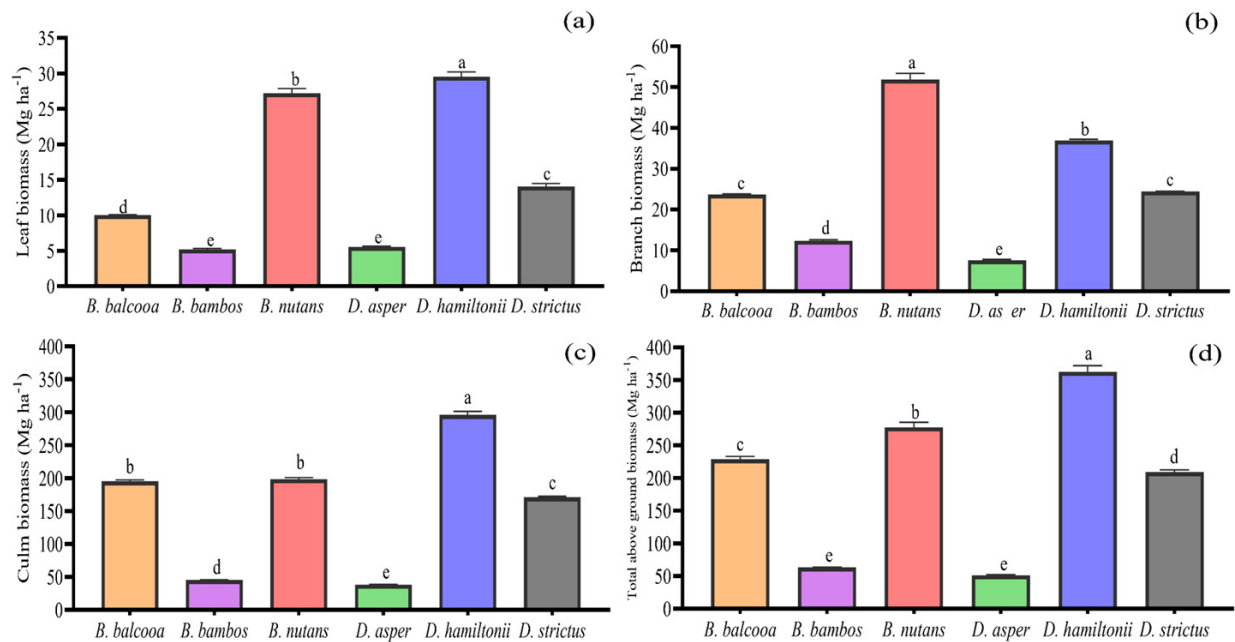 (a)
Leaf biomass (Mg ha⁻¹)
35
30
25
20
15
10
5
0
d
e
b
e
a
c
B. balcooa B. bambos B. nutans D. asper D. hamiltonii D. strictus
(b)
Branch biomass (Mg ha⁻¹)
60
50
40
30
20
10
0
c
d
a
e
b
c
B. balcooa B. bambos B. nutans D. as er D. hamiltonii D. strictus
(c)
Culm biomass (Mg ha⁻¹)
400
350
300
250
200
150
100
50
0
b
d
b
e
a
c
B. balcooa B. bambos B. nutans D. asper D. hamiltonii D. strictus
(d)
Total above ground biomass (Mg ha⁻¹)
400
350
300
250
200
150
100
50
0
c
e
b
e
a
d
B. balcooa B. bambos B. nutans D. asper D. hamiltonii D. strictus